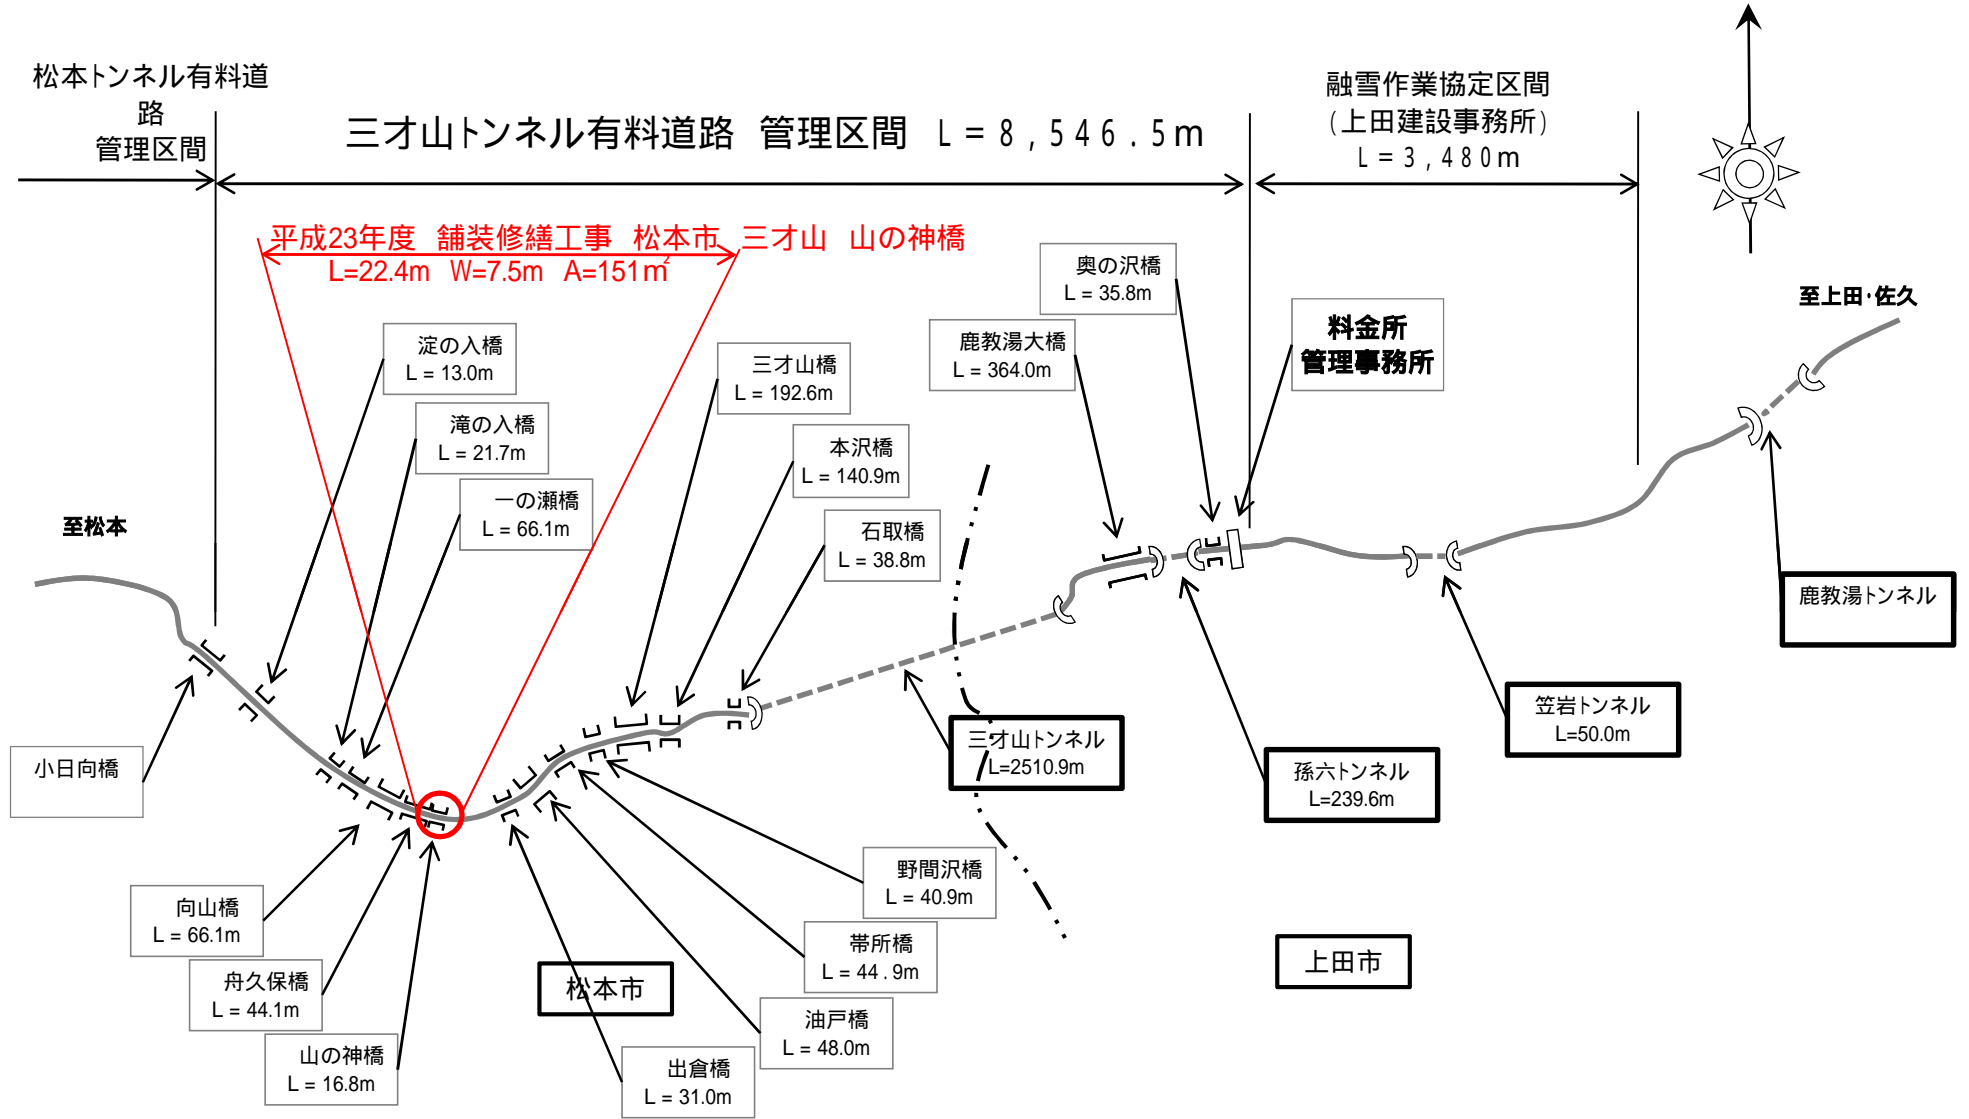 松本トンネル有料道
路
管理区間
三才山トンネル有料道路 管理区間 L=8,546.5m
融雪作業協定区間
(上田建設事務所)
L=3,480m
平成23年度 舗装修繕工事 松本市 三才山 山の神橋
L=22.4m W=7.5m A=151㎡
奥の沢橋
L = 35.8m
至上田・佐久
料金所
管理事務所
鹿教湯大橋
L = 364.0m
淀の入橋
L = 13.0m
三才山橋
L = 192.6m
滝の入橋
L = 21.7m
本沢橋
L = 140.9m
一の瀬橋
L = 66.1m
石取橋
L = 38.8m
至松本
鹿教湯トンネル
笠岩トンネル
L=50.0m
三才山トンネル
L=2510.9m
小日向橋
孫六トンネル
L=239.6m
野間沢橋
L = 40.9m
向山橋
L = 66.1m
帯所橋
L = 44.9m
上田市
舟久保橋
L = 44.1m
松本市
油戸橋
L = 48.0m
山の神橋
L = 16.8m
出倉橋
L = 31.0m